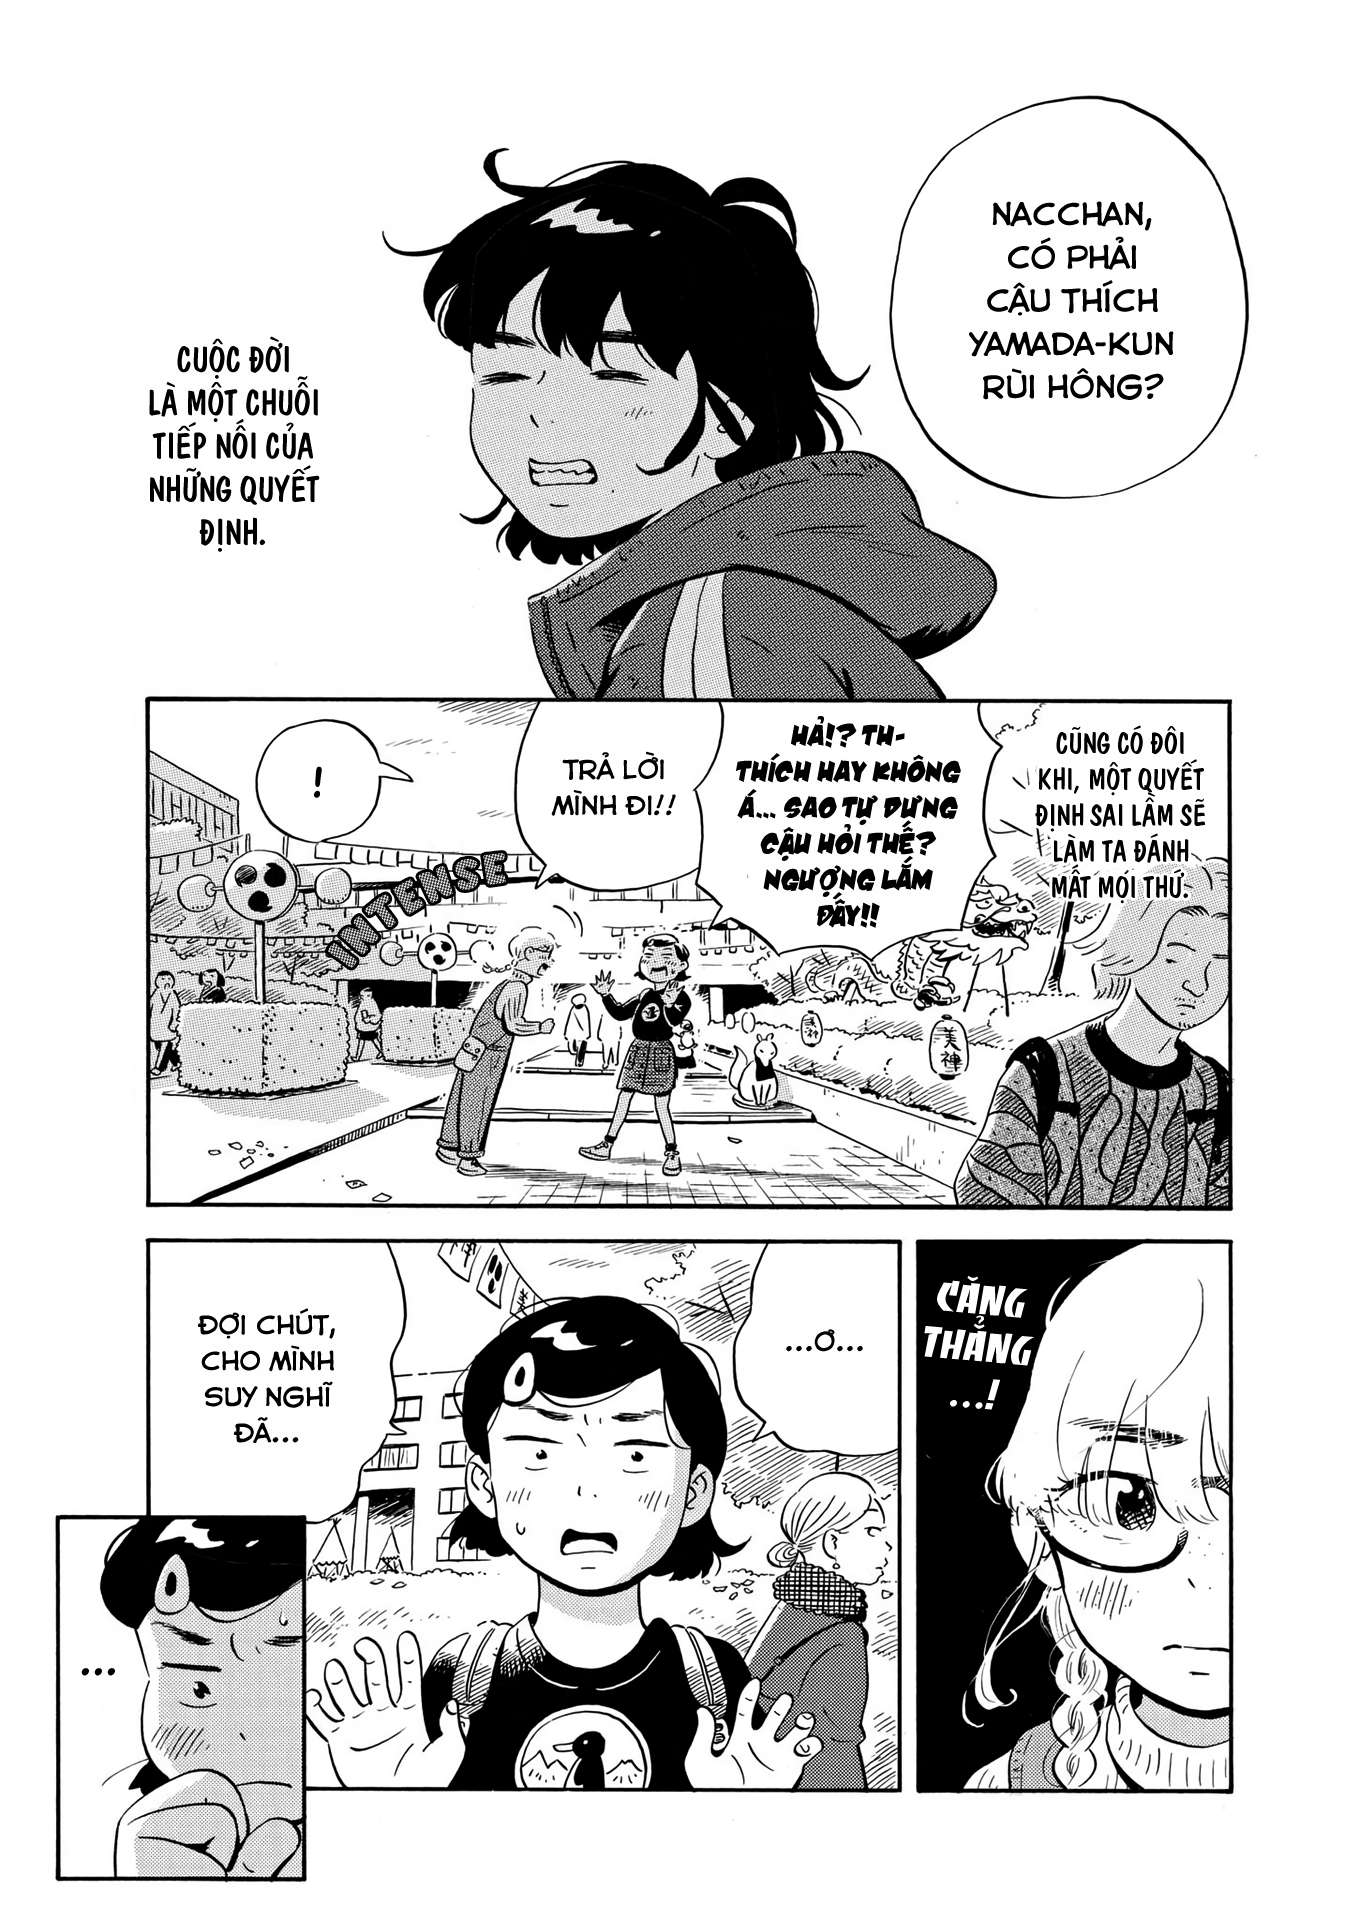 NACCHAN,
CÓ PHẢI
CẬU THÍCH
YAMADA-KUN
RÙI HÔNG?
CUỘC ĐỜI
LÀ MỘT CHUỖI
TIẾP NỐI CỦA
NHỮNG QUYẾT
ĐỊNH.
CŨNG CÓ ĐÔI
KHI, MỘT QUYẾT
ĐỊNH SAI LẦM SẼ
LÀM TA ĐÁNH
MẤT MỌI THỨ.
HẢ!? TH-
THÍCH HAY KHÔNG
Á... SAO TỰ DƯNG
CẬU HỎI THẾ?
NGƯỢNG LẮM
ĐẤY!!
TRẢ LỜI
MÌNH ĐI!!
!
INTENSE
美神
CĂNG
THẲNG
...!
...Ơ...
ĐỢI CHÚT,
CHO MÌNH
SUY NGHĨ
ĐÃ...
...